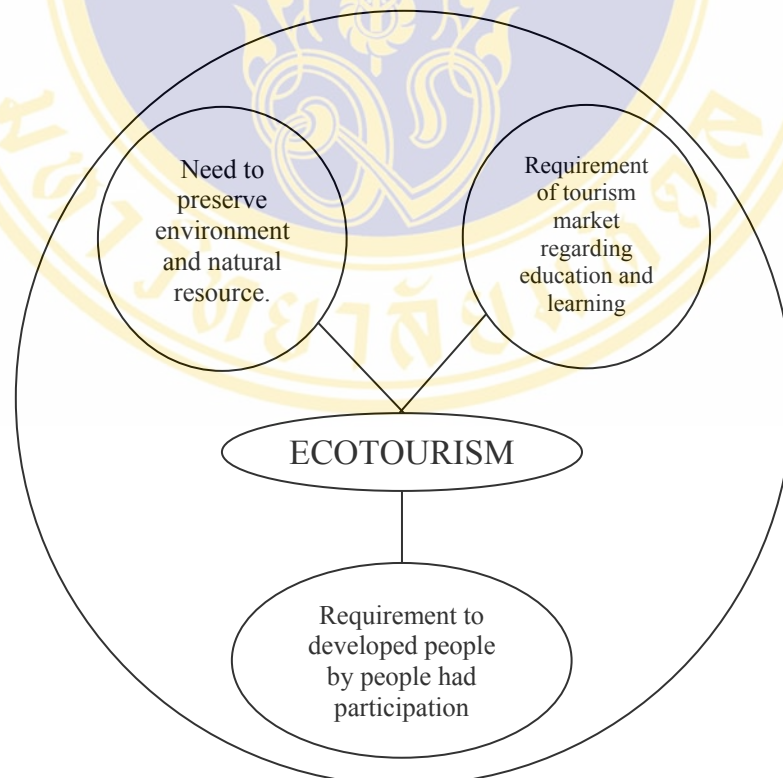 Need to
preserve
environment
and natural
resource.
Requirement
of tourism
market
regarding
education and
learning
ECOTOURISM
Requirement to
developed people
by people had
participation